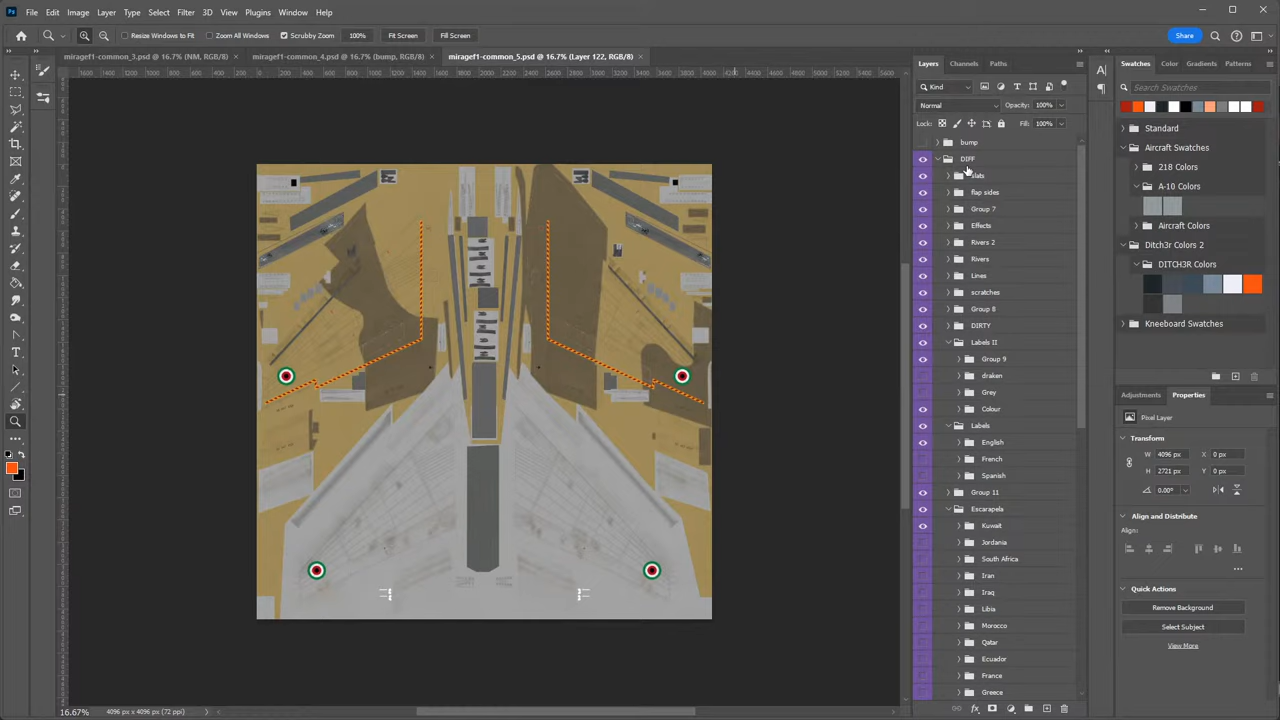 File Edit Image Layer Type Select Filter 3D View Plugins Window Help
Resize Windows to Fit Zoom All Windows Scrubby Zoom 100% Fit Screen Fill Screen Share
miragef1-common_3.psd @ 16.7% (NM, RGB/8) miragef1-common_4.psd @ 16.7% (bump, RGB/8) miragef1-common_5.psd @ 16.7% (Layer 122, RGB/8)
Layers Channels Paths
Kind
Normal Opacity: 100%
Lock: Fill: 100%
bump
DIFF
slats
flap sides
Group 7
Effects
Rivers 2
Rivers
Lines
scratches
Group 8
DIRTY
Labels II
Group 9
draken
Grey
Colour
Labels
English
French
Spanish
Group 11
Escarapela
Kuwait
Jordania
South Africa
Iran
Iraq
Libia
Morocco
Qatar
Ecuador
France
Greece
Swatches Color Gradients Patterns
Search Swatches
Standard
Aircraft Swatches
218 Colors
A-10 Colors
Aircraft Colors
Ditch3r Colors 2
DITCH3R Colors
Kneeboard Swatches
Adjustments Properties
Pixel Layer
Transform
W 4096 px X 0 px
H 2721 px Y 0 px
0.00°
Align and Distribute
Align:
Quick Actions
Remove Background
Select Subject
View More
16.67% 4096 px x 4096 px (72 ppi)